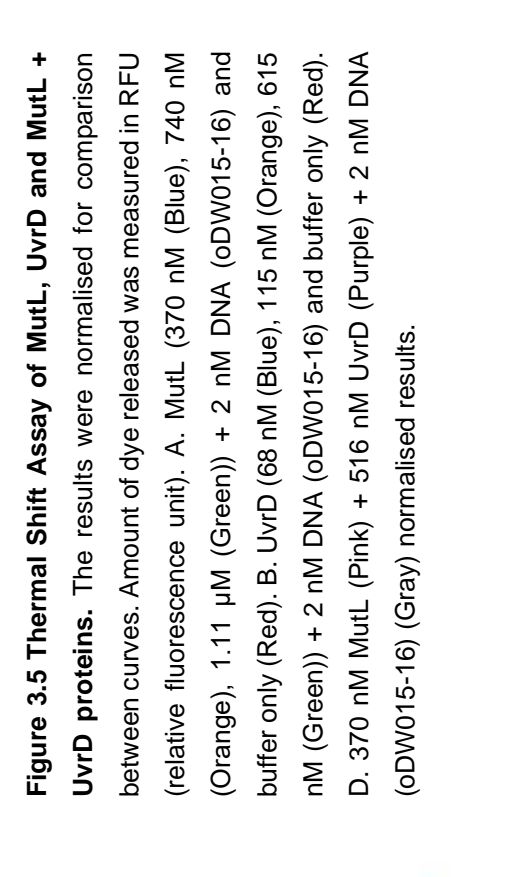 Figure 3.5 Thermal Shift Assay of MutL, UvrD and MutL +
UvrD proteins. The results were normalised for comparison
between curves. Amount of dye released was measured in RFU
(relative fluorescence unit). A. MutL (370 nM (Blue), 740 nM
(Orange), 1.11 µM (Green)) + 2 nM DNA (oDW015-16) and
buffer only (Red). B. UvrD (68 nM (Blue), 115 nM (Orange), 615
nM (Green)) + 2 nM DNA (oDW015-16) and buffer only (Red).
D. 370 nM MutL (Pink) + 516 nM UvrD (Purple) + 2 nM DNA
(oDW015-16) (Gray) normalised results.